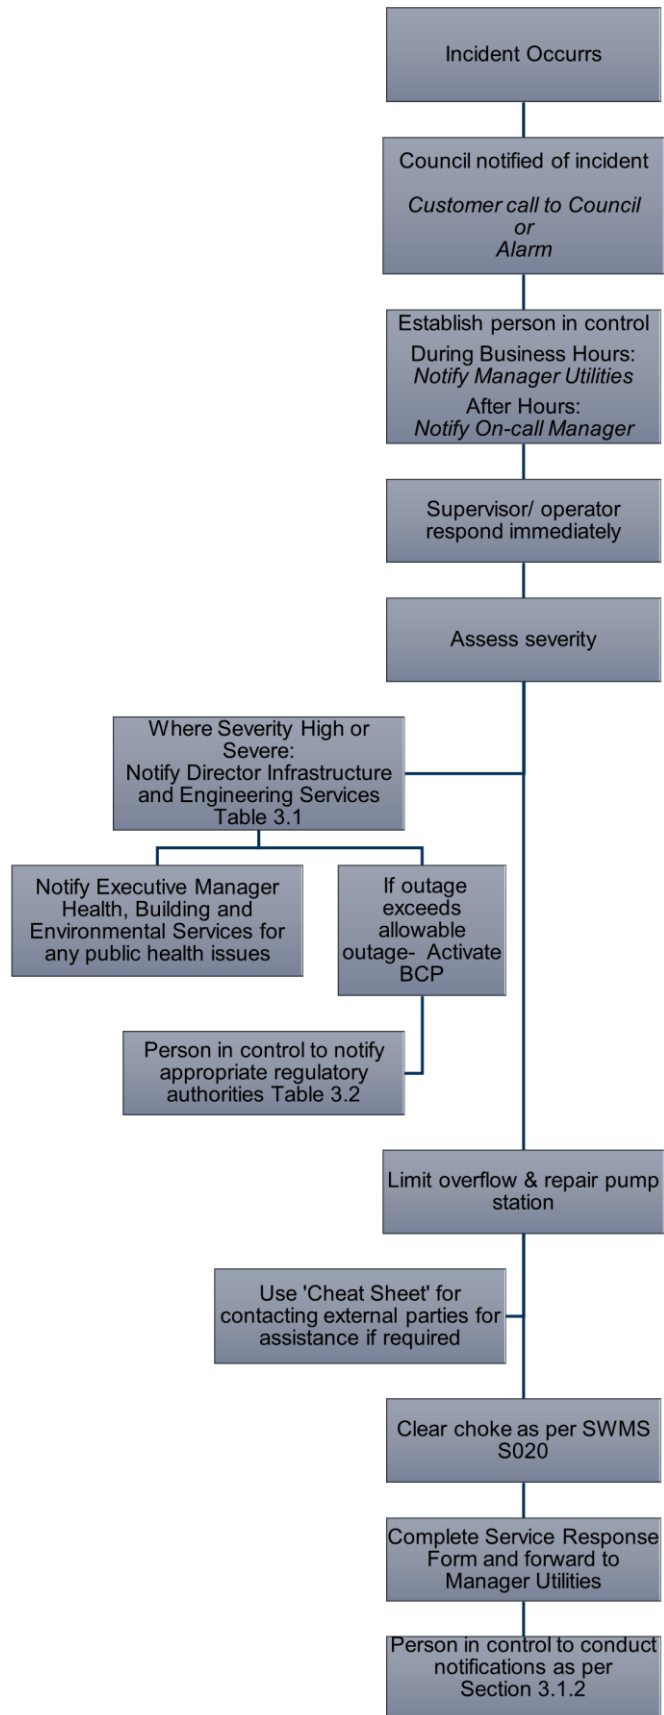 Incident Occurrs
Council notified of incident
Customer call to Council
or
Alarm
Establish person in control
During Business Hours:
Notify Manager Utilities
After Hours:
Notify On-call Manager
Supervisor/ operator
respond immediately
Assess severity
Where Severity High or
Severe:
Notify Director Infrastructure
and Engineering Services
Table 3.1
Notify Executive Manager
Health, Building and
Environmental Services for
any public health issues
If outage
exceeds
allowable
outage- Activate
BCP
Person in control to notify
appropriate regulatory
authorities Table 3.2
Limit overflow & repair pump
station
Use 'Cheat Sheet' for
contacting external parties for
assistance if required
Clear choke as per SWMS
S020
Complete Service Response
Form and forward to
Manager Utilities
Person in control to conduct
notifications as per
Section 3.1.2